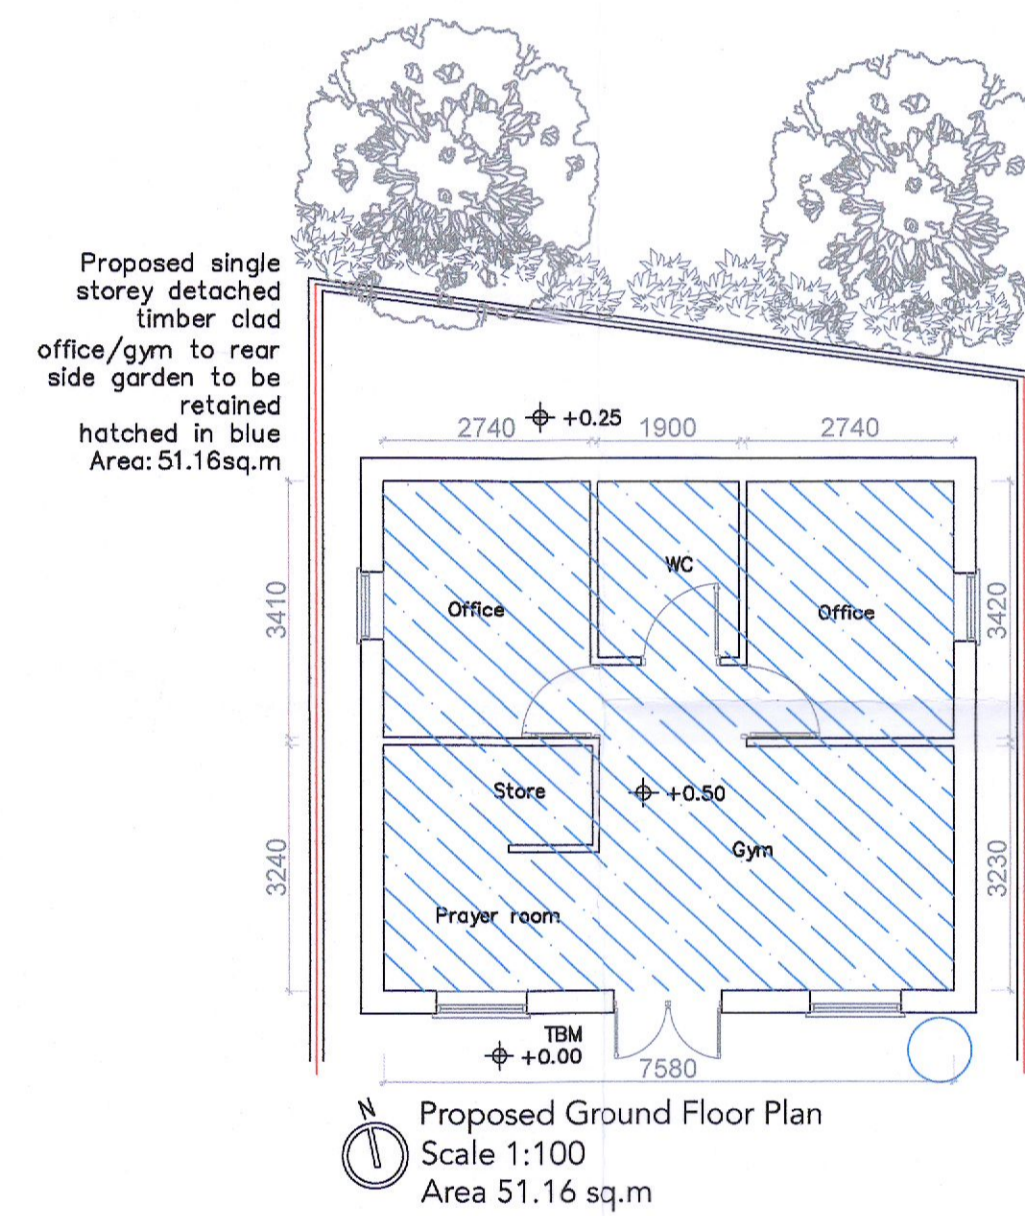 Proposed single
storey detached
timber clad
office/gym to rear
side garden to be
retained
hatched in blue
Area: 51.16sq.m
+0.25
2740
1900
2740
3410
3420
WC
Office
Office
Store
+0.50
Gym
3240
3230
Prayer room
TBM
+0.00
7580
N
Proposed Ground Floor Plan
Scale 1:100
Area 51.16 sq.m